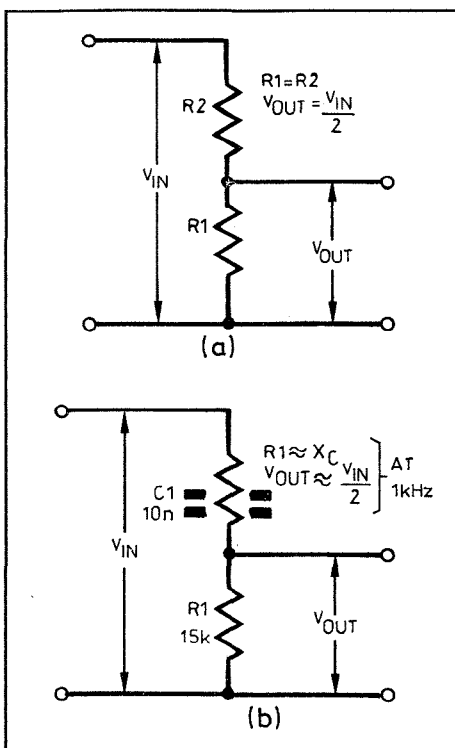 R1=R2
VOUT = VIN
2
R2
VIN
R1
VOUT
(a)
R1≈XC
VOUT≈ VIN
2
AT
1kHz
C1
10n
VIN
R1
15k
VOUT
(b)